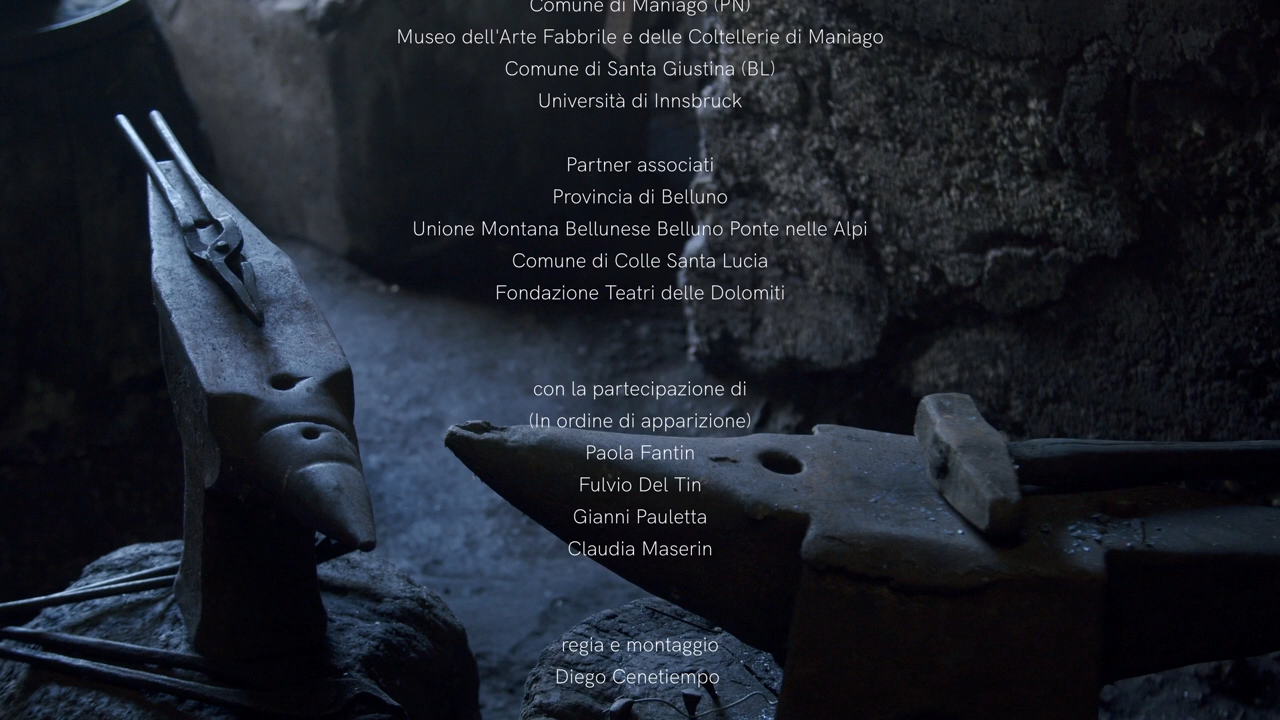 Comune di Maniago (PN)
Museo dell'Arte Fabbrile e delle Coltellerie di Maniago
Comune di Santa Giustina (BL)
Università di Innsbruck
Partner associati
Provincia di Belluno
Unione Montana Bellunese Belluno Ponte nelle Alpi
Comune di Colle Santa Lucia
Fondazione Teatri delle Dolomiti
con la partecipazione di
(In ordine di apparizione)
Paola Fantin
Fulvio Del Tin
Gianni Pauletta
Claudia Maserin
regia e montaggio
Diego Cenetiempo